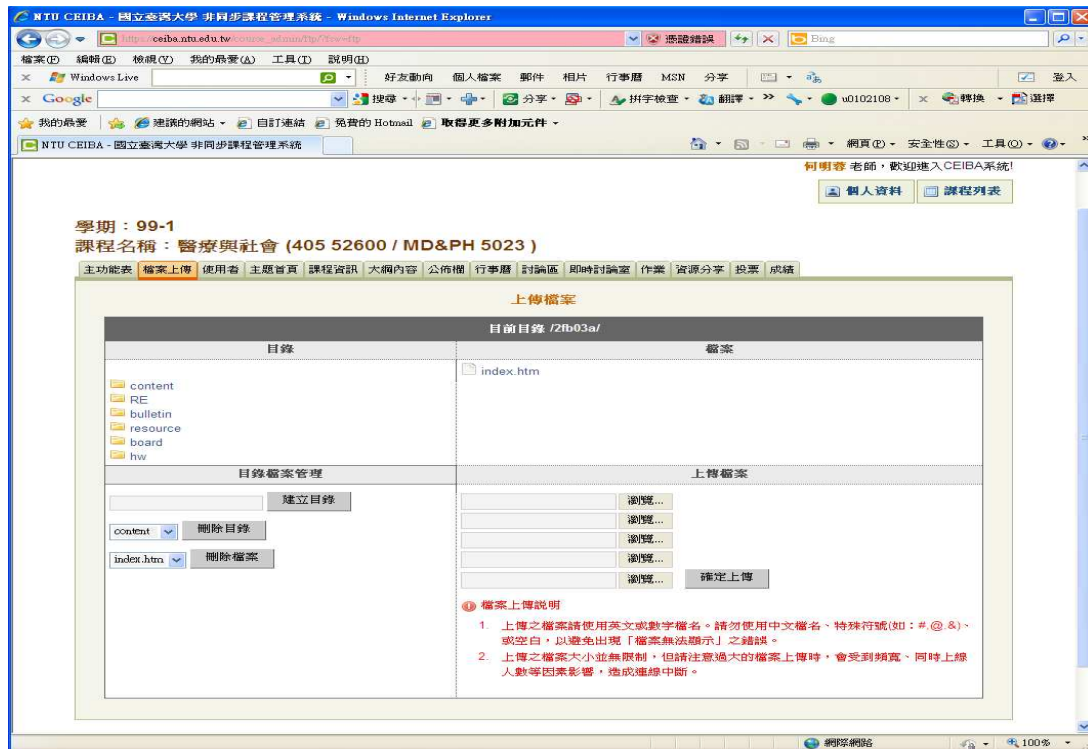 NTU CEIBA - 國立臺灣大學 非同步課程管理系統 - Windows Internet Explorer
https://ceiba.ntu.edu.tw/course_admin/ftp/?frw=ftp 憑證錯誤 Bing
檔案(F) 編輯(E) 檢視(V) 我的最愛(A) 工具(T) 說明(H)
Windows Live 好友動向 個人檔案 郵件 相片 行事曆 MSN 分享 登入
Google 搜尋 分享 拼字檢查 翻譯 u0102108 轉換 選擇
我的最愛 建議的網站 自訂連結 免費的 Hotmail 取得更多附加元件
NTU CEIBA - 國立臺灣大學 非同步課程管理系統 網頁(P) 安全性(S) 工具(O)
何明蓉 老師，歡迎進入CEIBA系統!
個人資料 課程列表
學期：99-1
課程名稱：醫療與社會 (405 52600 / MD&PH 5023 )
主功能表 檔案上傳 使用者 主題首頁 課程資訊 大綱內容 公佈欄 行事曆 討論區 即時討論室 作業 資源分享 投票 成績
上傳檔案
目前目錄 /2fb03a/
目錄 檔案
index.htm
content
RE
bulletin
resource
board
hw
目錄檔案管理 上傳檔案
建立目錄 瀏覽...
瀏覽...
content 刪除目錄
瀏覽...
index.htm 刪除檔案 瀏覽...
瀏覽... 確定上傳
檔案上傳說明
1. 上傳之檔案請使用英文或數字檔名。請勿使用中文檔名、特殊符號(如：#.@.&)、
或空白，以避免出現「檔案無法顯示」之錯誤。
2. 上傳之檔案大小並無限制，但請注意過大的檔案上傳時，會受到頻寬、同時上線
人數等因素影響，造成連線中斷。
網際網路 100%